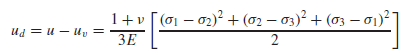 u_d = u − u_v = \frac{1 + ν}{3E} \left[ \frac{(σ_1 − σ_2)^2 + (σ_2 − σ_3)^2 + (σ_3 − σ_1)^2}{2} \right]